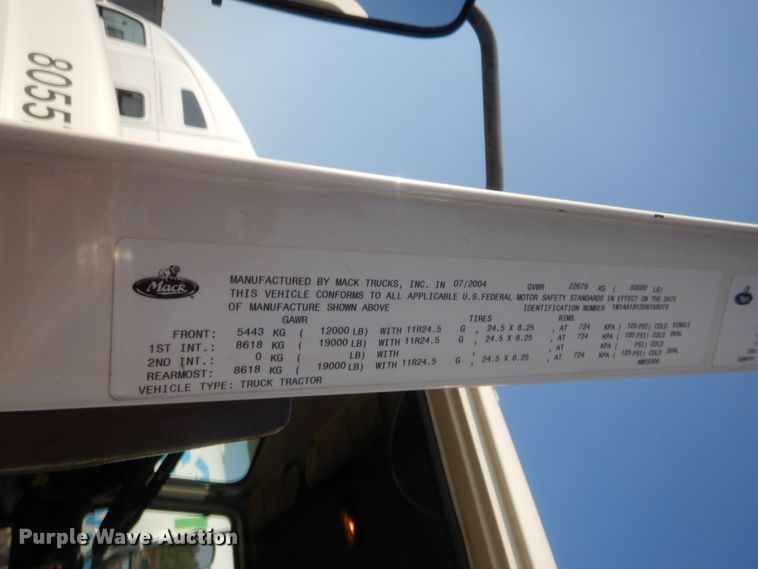 8055
Mack
MANUFACTURED BY MACK TRUCKS, INC. IN 07/2004 GVWR 22679 KG ( 50000 LB)
THIS VEHICLE CONFORMS TO ALL APPLICABLE U.S.FEDERAL MOTOR SAFETY STANDARDS IN EFFECT ON THE DATE
OF MANUFACTURE SHOWN ABOVE IDENTIFICATION NUMBER 1M1AA18Y35W158019
GAWR TIRES RIMS
FRONT: 5443 KG ( 12000 LB) WITH 11R24.5 G , 24.5 X 8.25 , AT 724 KPA ( 105 PSI) COLD SINGLE
1ST INT.: 8618 KG ( 19000 LB) WITH 11R24.5 G , 24.5 X 8.25 , AT 724 KPA ( 105 PSI) COLD DUAL
2ND INT.: 0 KG ( LB) WITH , AT KPA ( PSI) COLD
REARMOST: 8618 KG ( 19000 LB) WITH 11R24.5 G , 24.5 X 8.25 , AT 724 KPA ( 105 PSI) COLD DUAL
VEHICLE TYPE: TRUCK TRACTOR 4MR3306
Purple Wave Auction